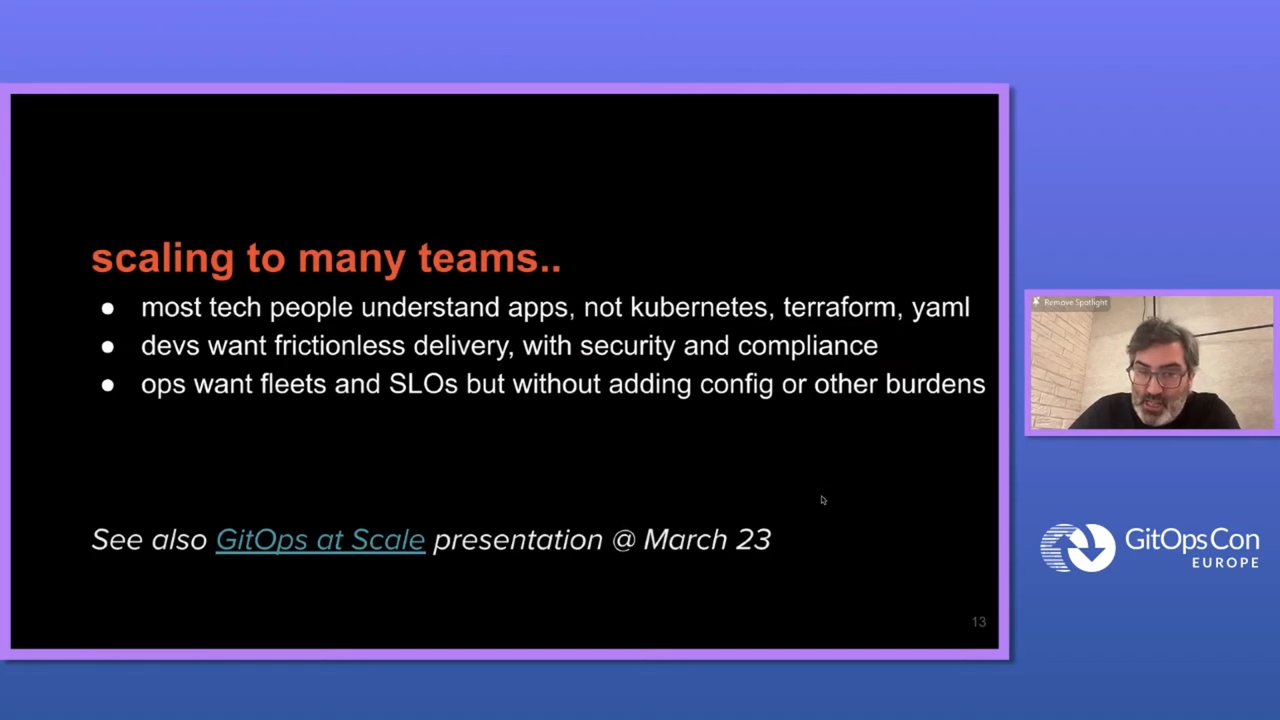 scaling to many teams..
● most tech people understand apps, not kubernetes, terraform, yaml
● devs want frictionless delivery, with security and compliance
● ops want fleets and SLOs but without adding config or other burdens
See also GitOps at Scale presentation @ March 23
13
Remove Spotlight
GitOpsCon
EUROPE